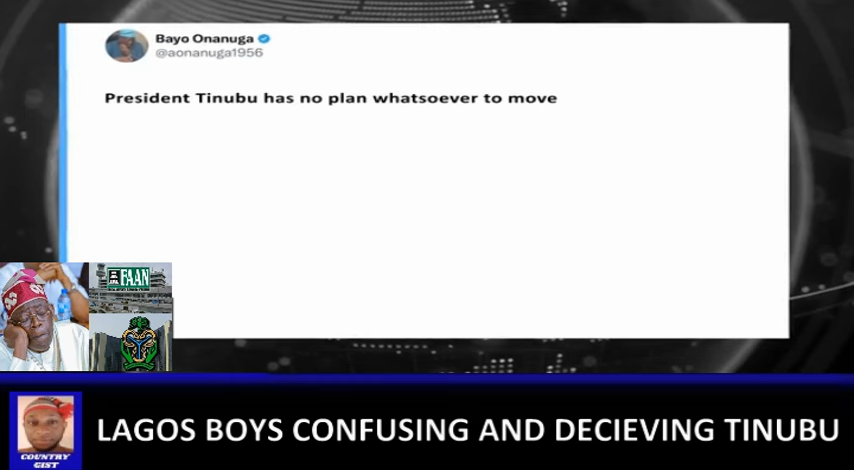 Bayo Onanuga
@aonanuga1956
President Tinubu has no plan whatsoever to move
FAAN
LAGOS BOYS CONFUSING AND DECIEVING TINUBU
COUNTRY
GIST